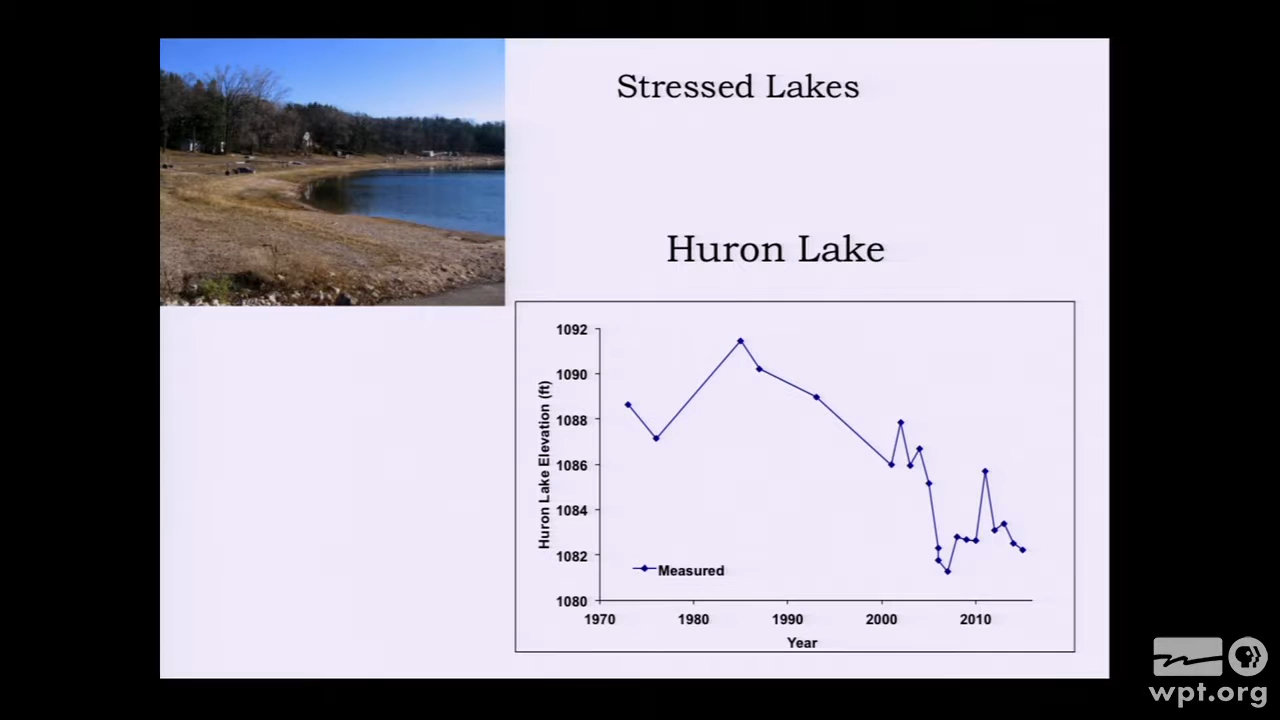 Stressed Lakes
Huron Lake
1092
1090
1088
1086
1084
1082
1080
Huron Lake Elevation (ft)
Measured
1970 1980 1990 2000 2010
Year
wpt.org